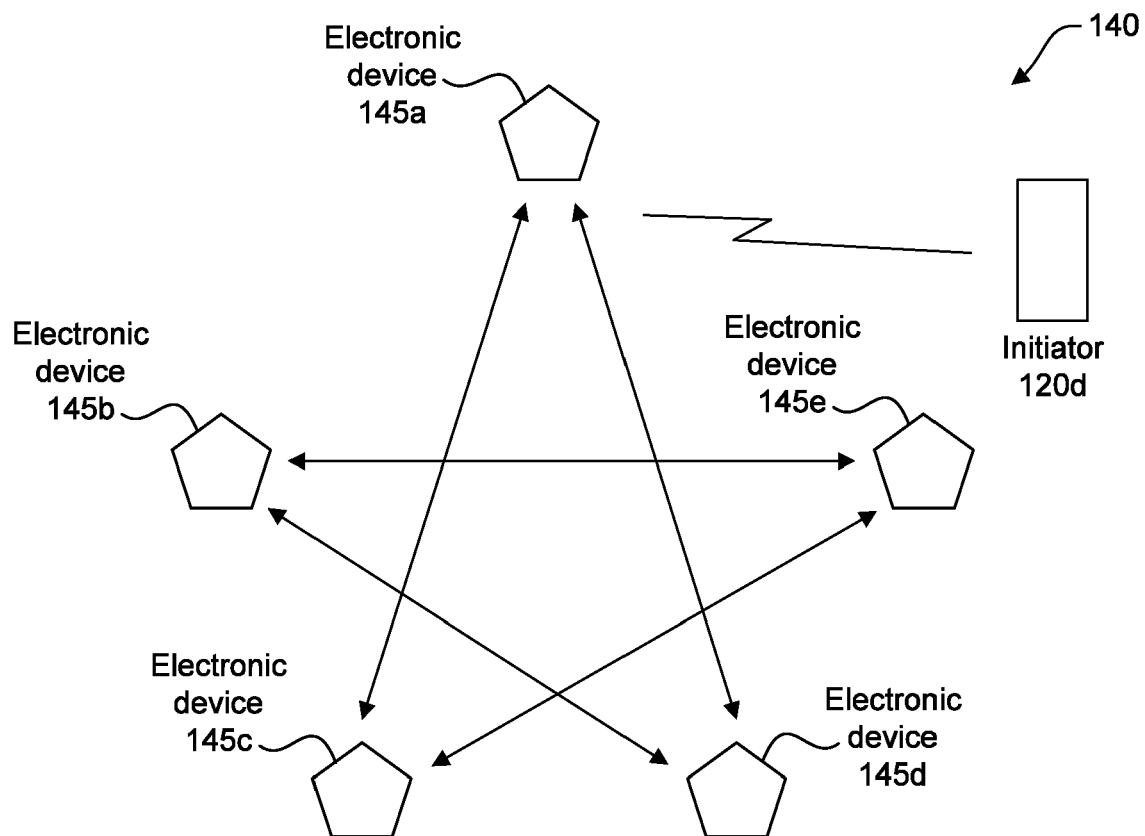 Electronic
device
145a
140
Initiator
120d
Electronic
device
145b
Electronic
device
145e
Electronic
device
145c
Electronic
device
145d